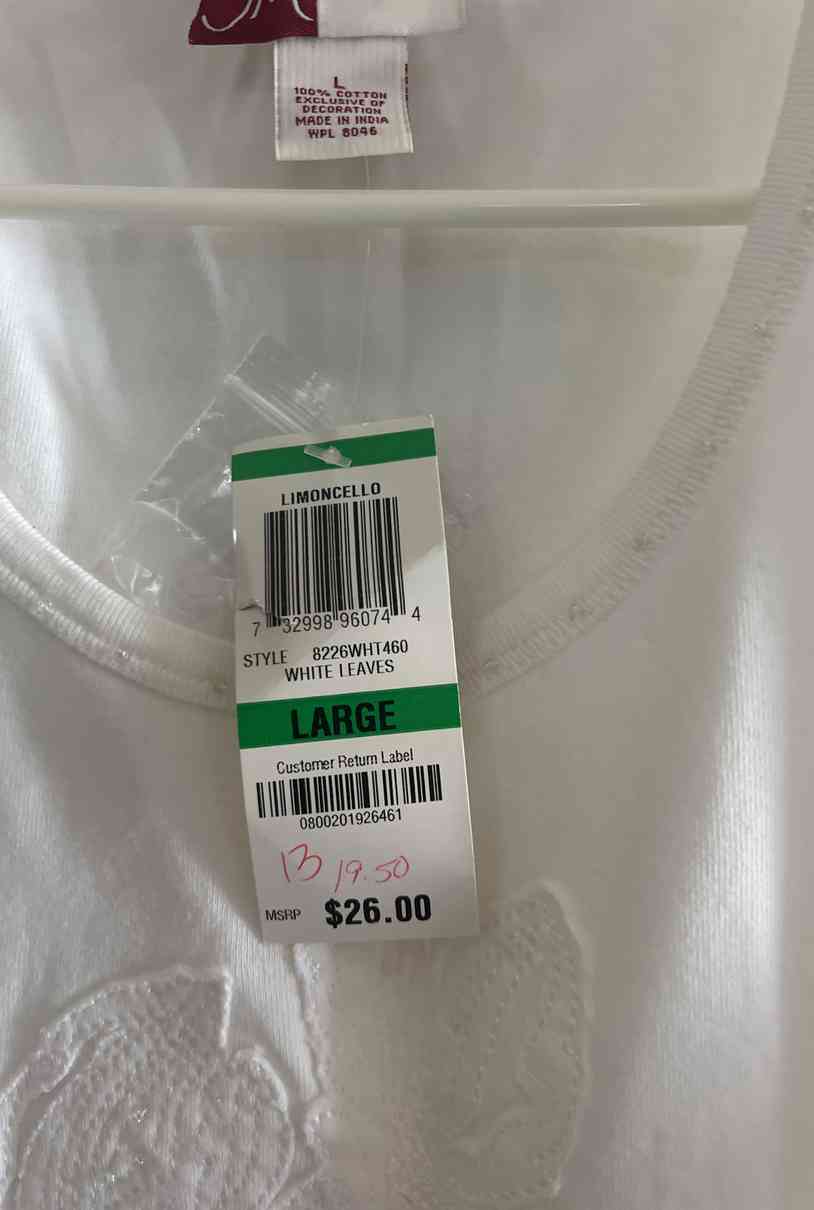 L
100% COTTON
EXCLUSIVE OF
DECORATION
MADE IN INDIA
WPL 8046
LIMONCELLO
7 32998 96074 4
STYLE 8226WHT460
WHITE LEAVES
LARGE
Customer Return Label
0800201926461
13 19.50
MSRP $26.00